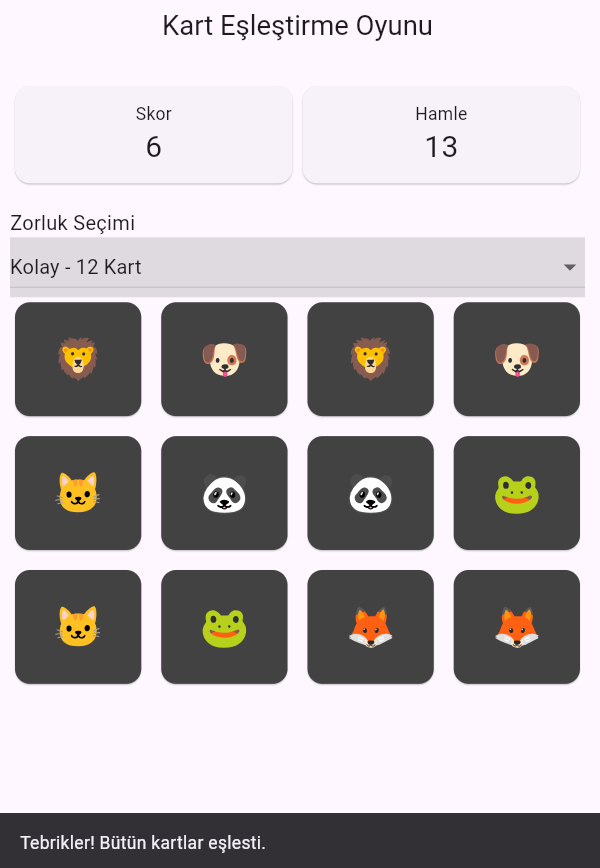 Kart Eşleştirme Oyunu
Skor
6
Hamle
13
Zorluk Seçimi
Kolay - 12 Kart
Tebrikler! Bütün kartlar eşlesti.